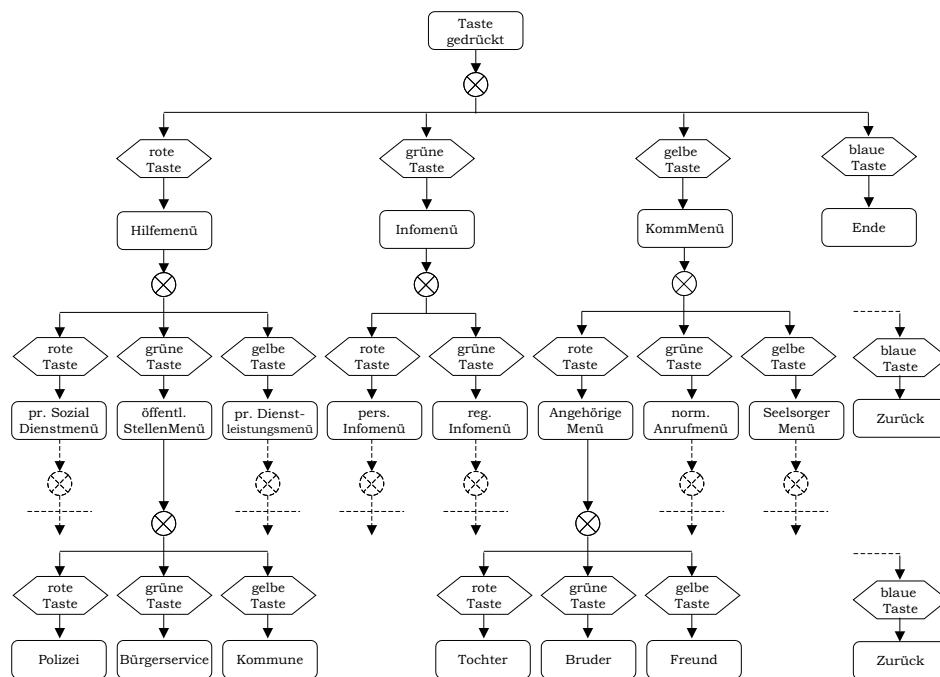 Taste
gedrückt
rote
Taste
grüne
Taste
gelbe
Taste
blaue
Taste
Hilfemenü
Infomenü
KommMenü
Ende
rote
Taste
grüne
Taste
gelbe
Taste
rote
Taste
grüne
Taste
rote
Taste
grüne
Taste
gelbe
Taste
blaue
Taste
pr. Sozial
Dienstmenü
öffentl.
StellenMenü
pr. Dienst-
leistungsmenü
pers.
Infomenü
reg.
Infomenü
Angehörige
Menü
norm.
Anrufmenü
Seelsorger
Menü
Zurück
rote
Taste
grüne
Taste
gelbe
Taste
rote
Taste
grüne
Taste
gelbe
Taste
blaue
Taste
Polizei
Bürgerservice
Kommune
Tochter
Bruder
Freund
Zurück